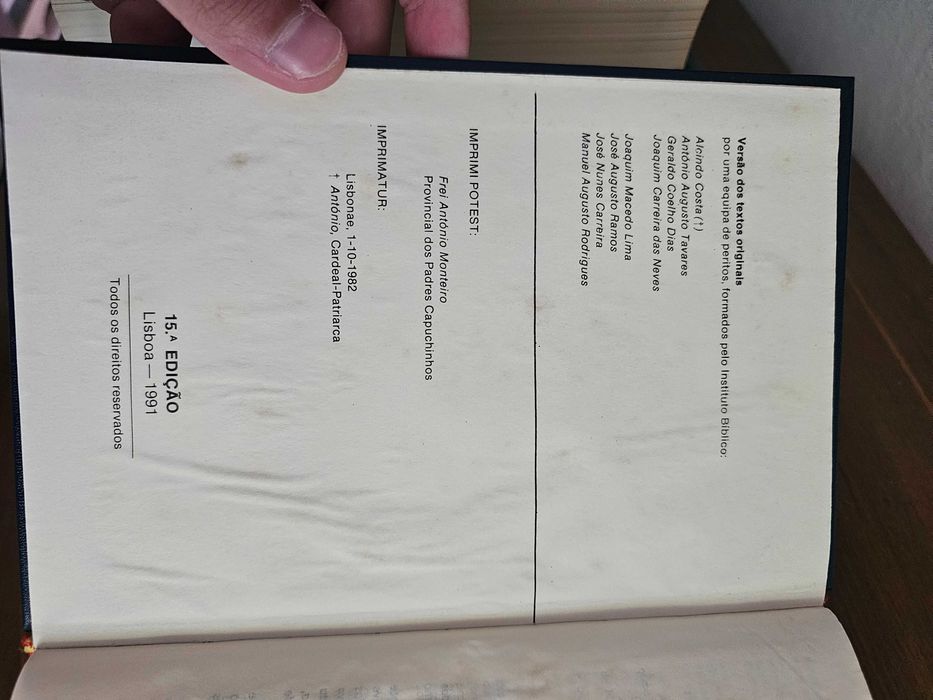 Versão dos textos originais
por uma equipa de peritos, formados pelo Instituto Bíblico:
Alcindo Costa (†)
António Augusto Tavares
Geraldo Coelho Dias
Joaquim Carreira das Neves
Joaquim Macedo Lima
José Augusto Ramos
José Nunes Carreira
Manuel Augusto Rodrigues
IMPRIMI POTEST:
Frei António Monteiro
Provincial dos Padres Capuchinhos
IMPRIMATUR:
Lisbonae, 1-10-1982
† António, Cardeal-Patriarca
15.ᴬ EDIÇÃO
Lisboa — 1991
Todos os direitos reservados